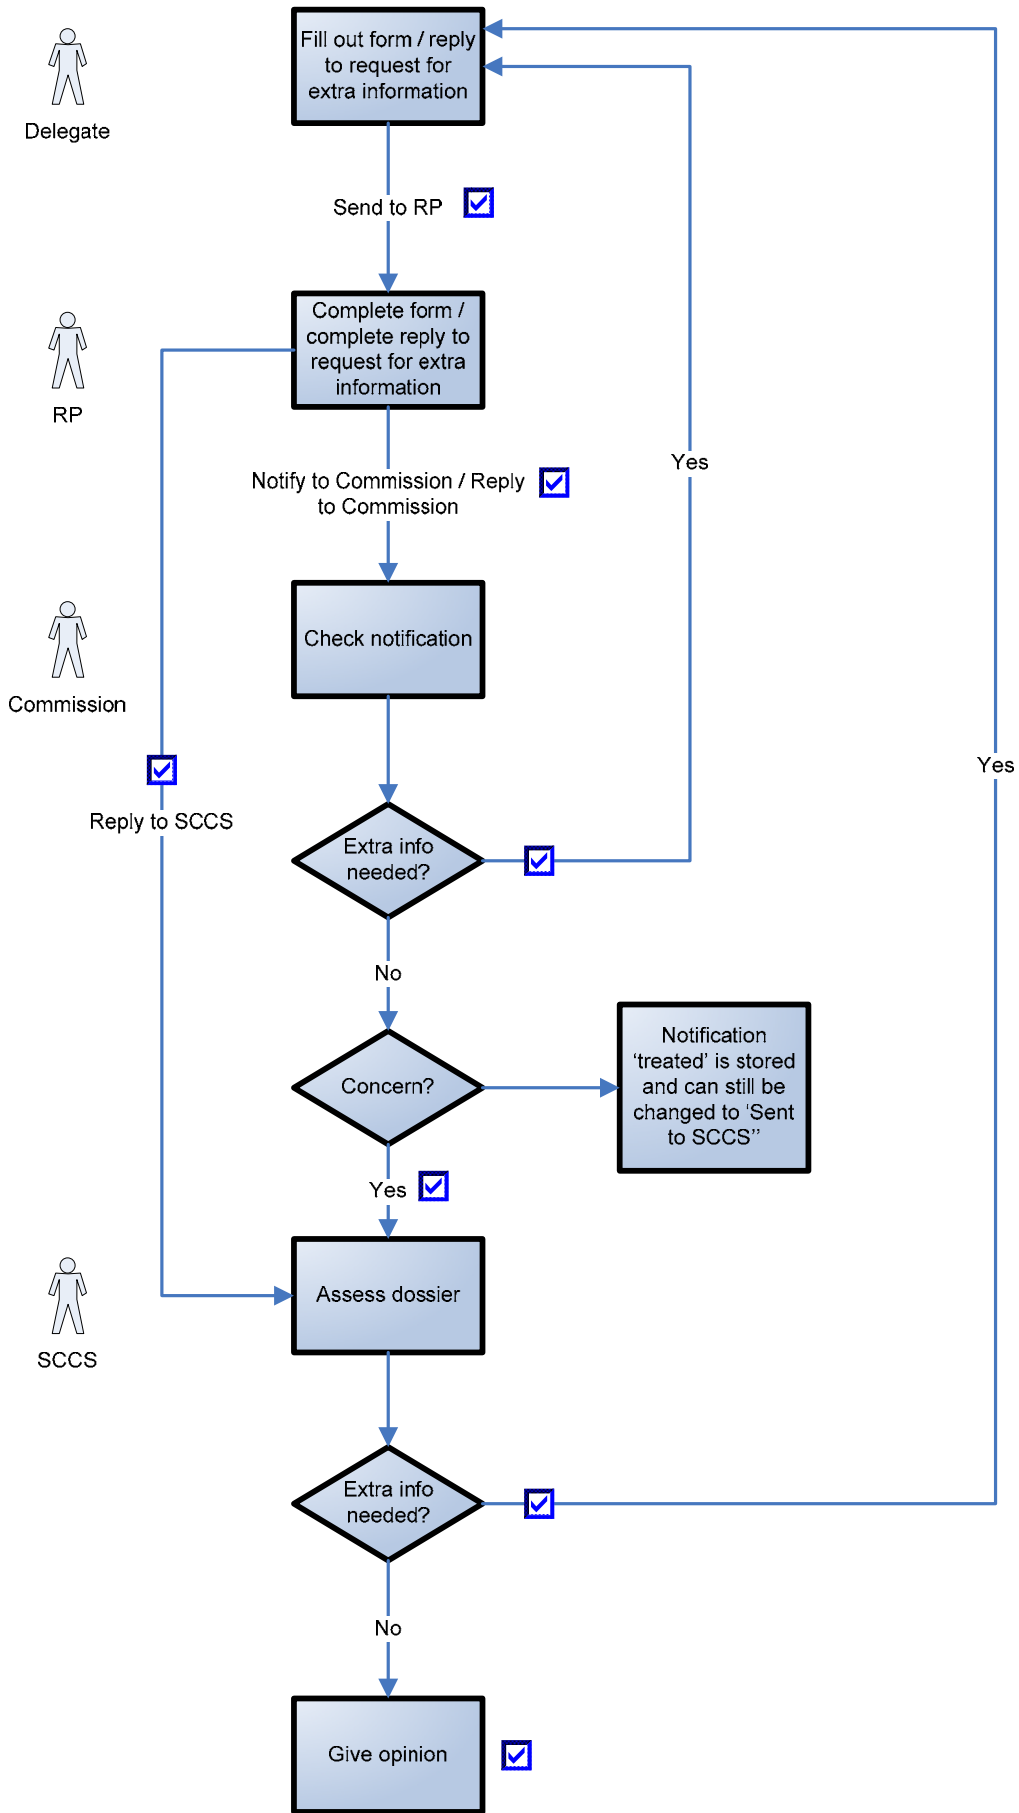 Fill out form / reply
to request for
extra information
Delegate
Send to RP
Complete form /
complete reply to
request for extra
information
RP
Yes
Notify to Commission / Reply
to Commission
Check notification
Commission
Yes
Reply to SCCS
Extra info
needed?
No
Notification
‘treated’ is stored
and can still be
changed to ‘Sent
to SCCS’’
Concern?
Yes
Assess dossier
SCCS
Extra info
needed?
No
Give opinion